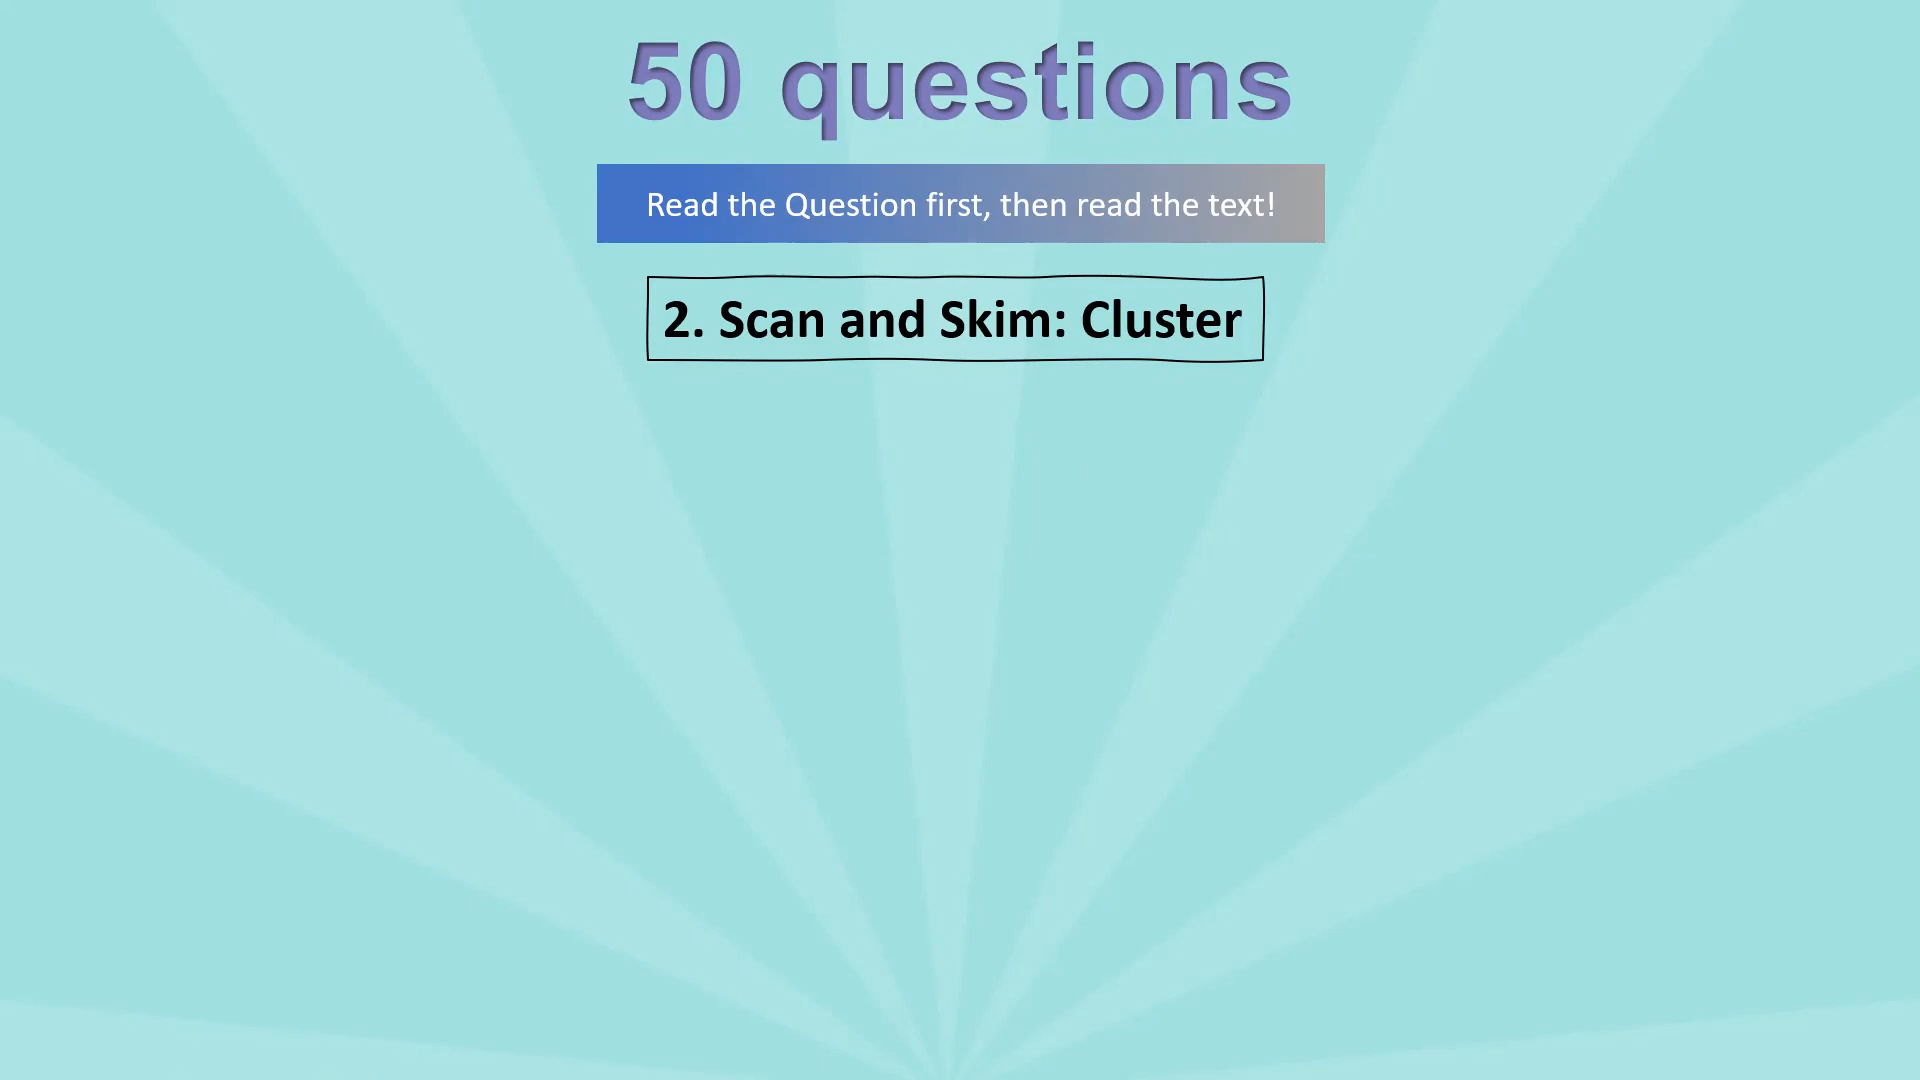 50 questions
Read the Question first, then read the text!
2. Scan and Skim: Cluster